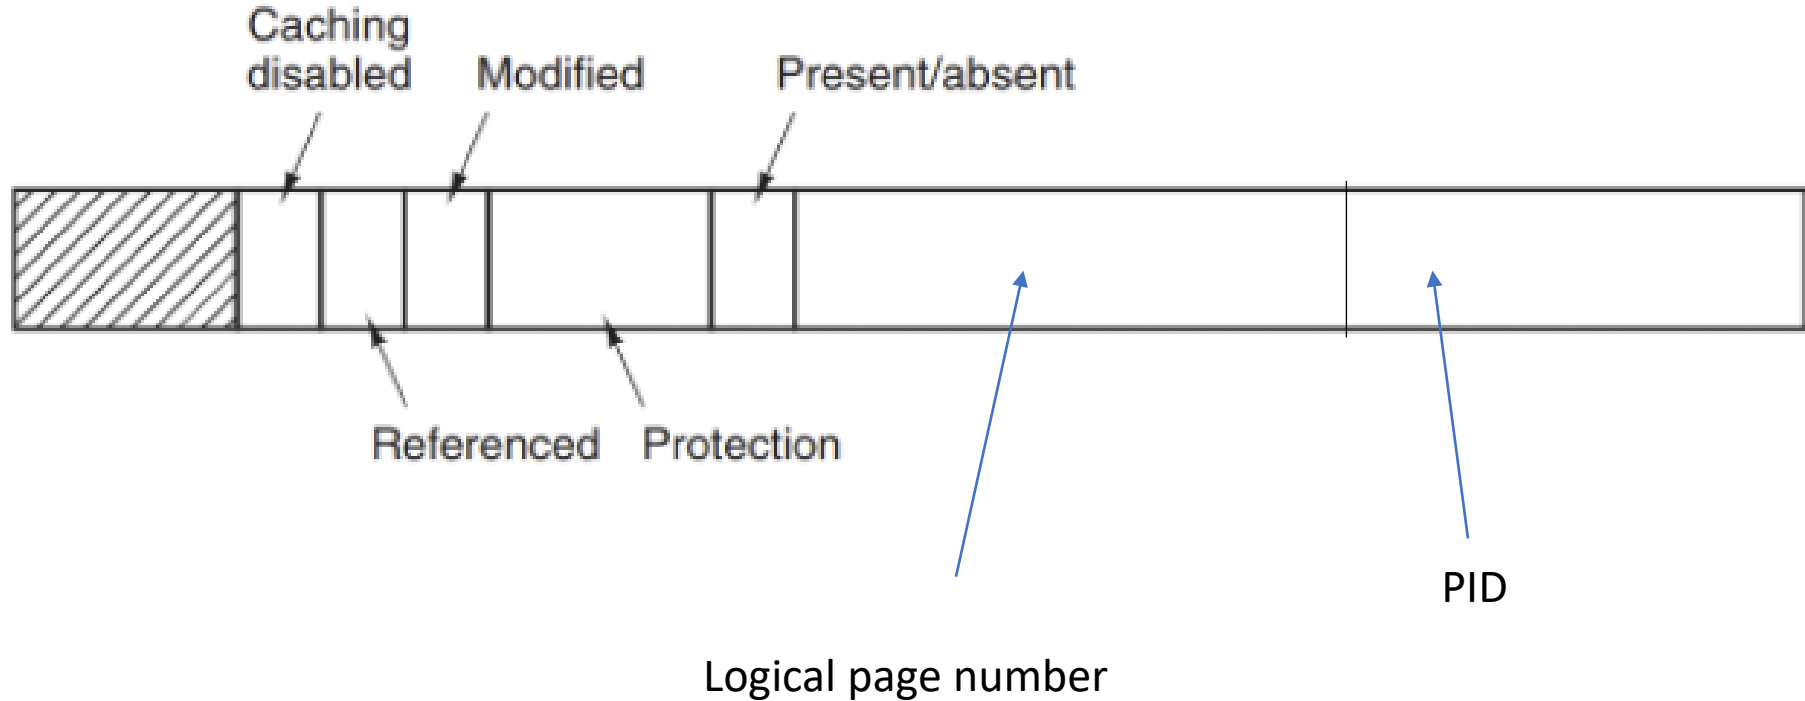 Caching
disabled
Modified
Present/absent
Referenced
Protection
PID
Logical page number